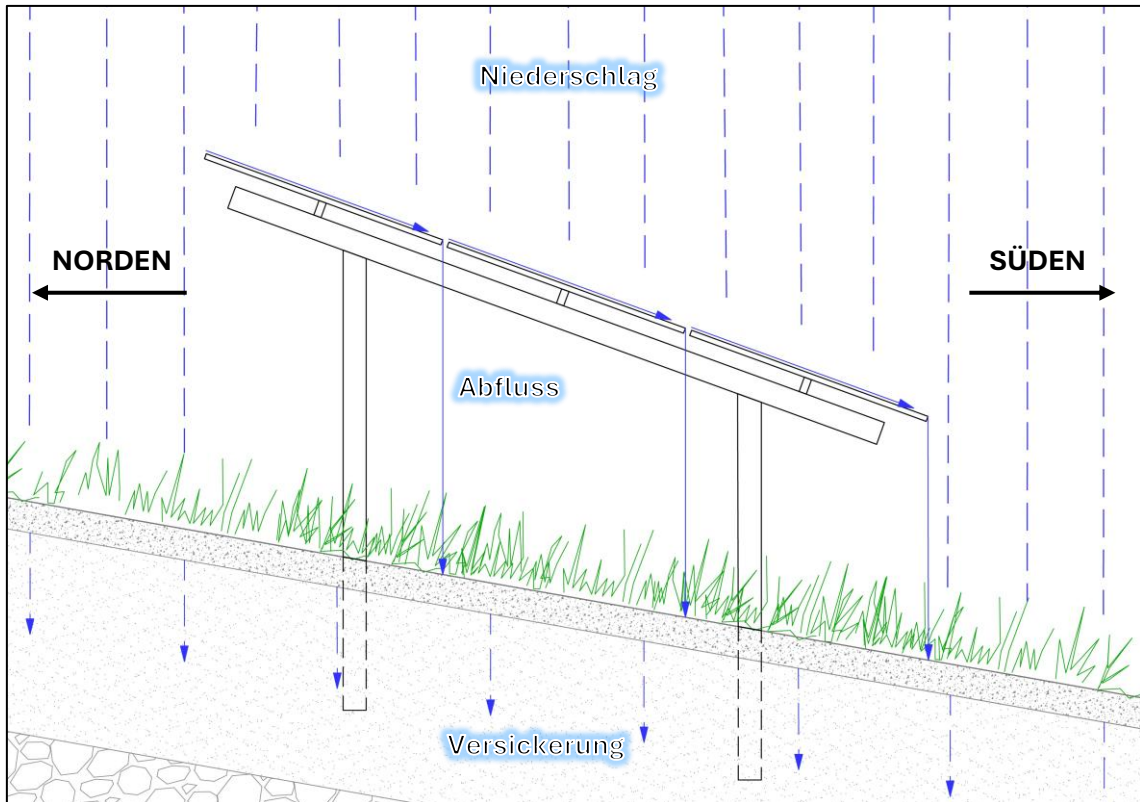 Niederschlag
NORDEN
SÜDEN
Abfluss
Versickerung